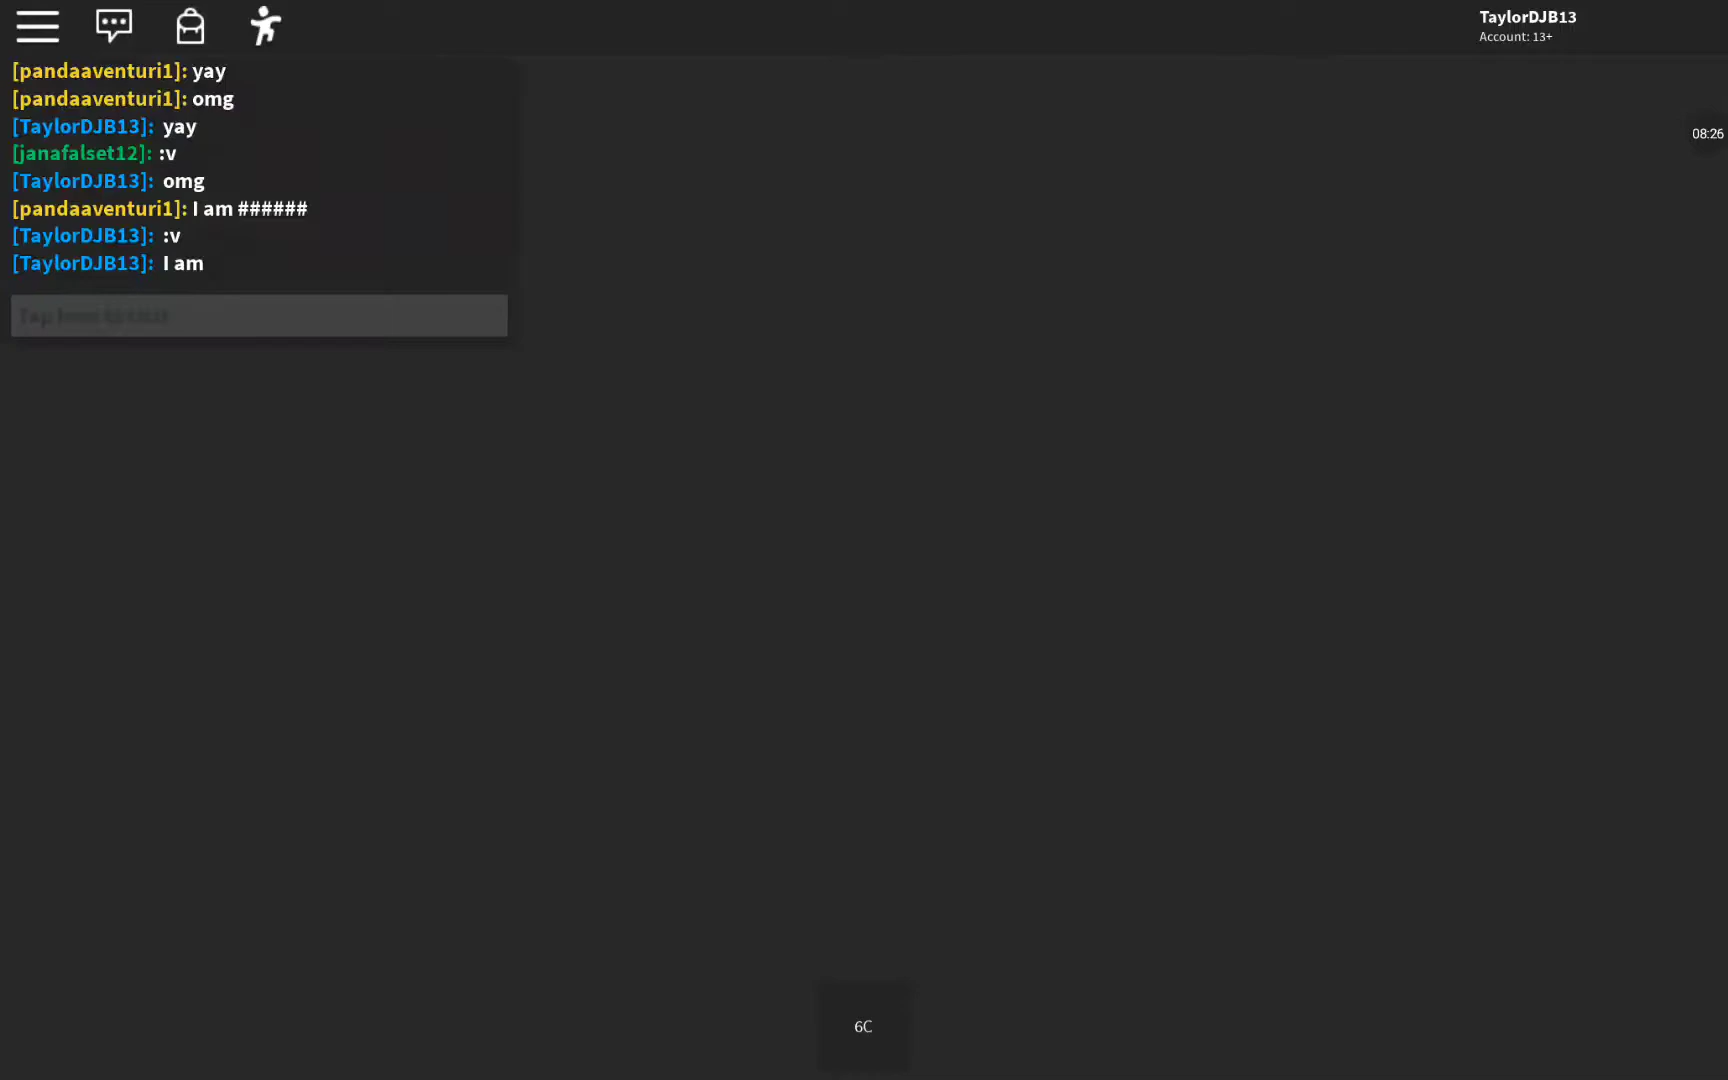 TaylorDJB13
Account: 13+
[pandaaventuri1]: yay
[pandaaventuri1]: omg
[TaylorDJB13]: yay
[janafalset12]: :v
[TaylorDJB13]: omg
[pandaaventuri1]: I am ######
[TaylorDJB13]: :v
[TaylorDJB13]: I am
08:26
6C